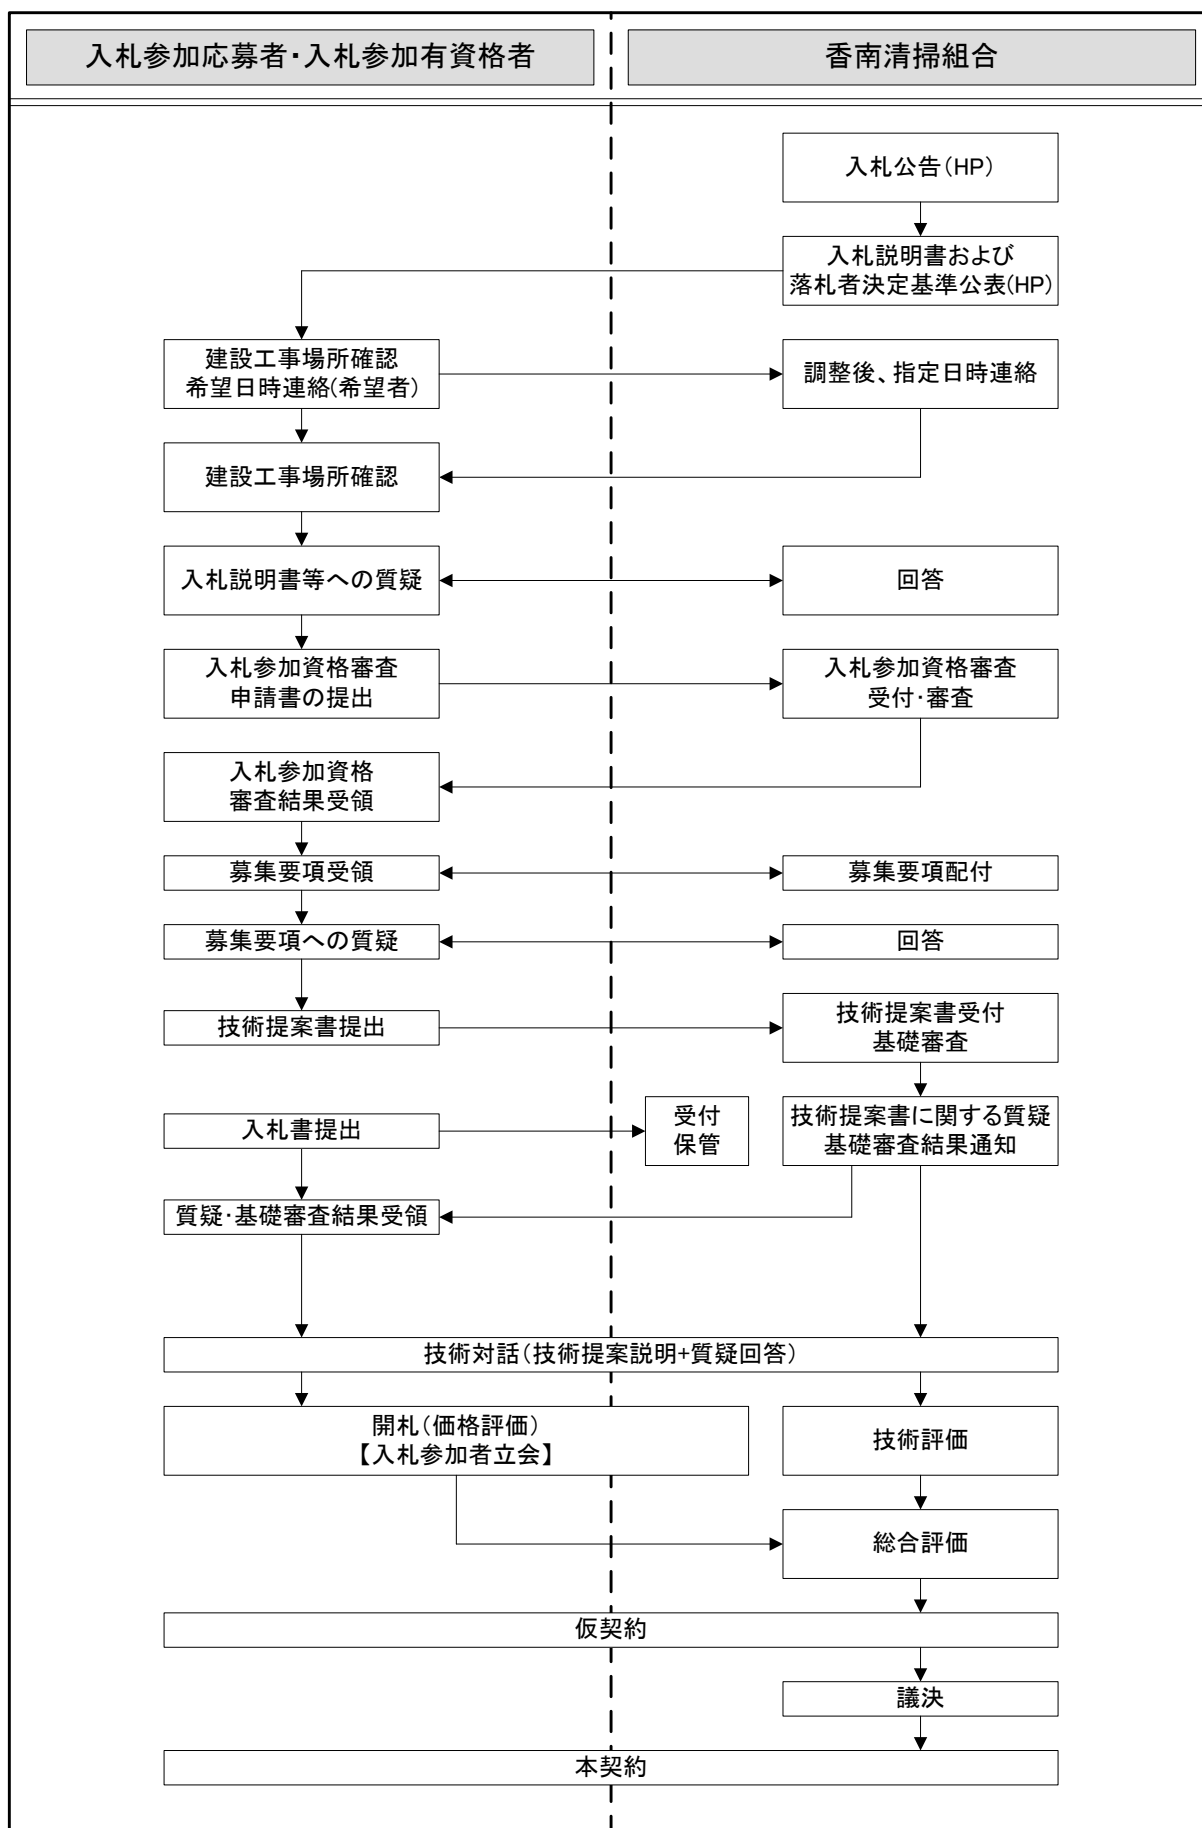 入札参加応募者・入札参加有資格者
香南清掃組合
入札公告(HP)
入札説明書および
落札者決定基準公表(HP)
建設工事場所確認
希望日時連絡(希望者)
調整後、指定日時連絡
建設工事場所確認
入札説明書等への質疑
回答
入札参加資格審査
申請書の提出
入札参加資格審査
受付・審査
入札参加資格
審査結果受領
募集要項受領
募集要項配付
募集要項への質疑
回答
技術提案書提出
技術提案書受付
基礎審査
入札書提出
受付
保管
技術提案書に関する質疑
基礎審査結果通知
質疑・基礎審査結果受領
技術対話(技術提案説明+質疑回答)
開札(価格評価)
【入札参加者立会】
技術評価
総合評価
仮契約
議決
本契約